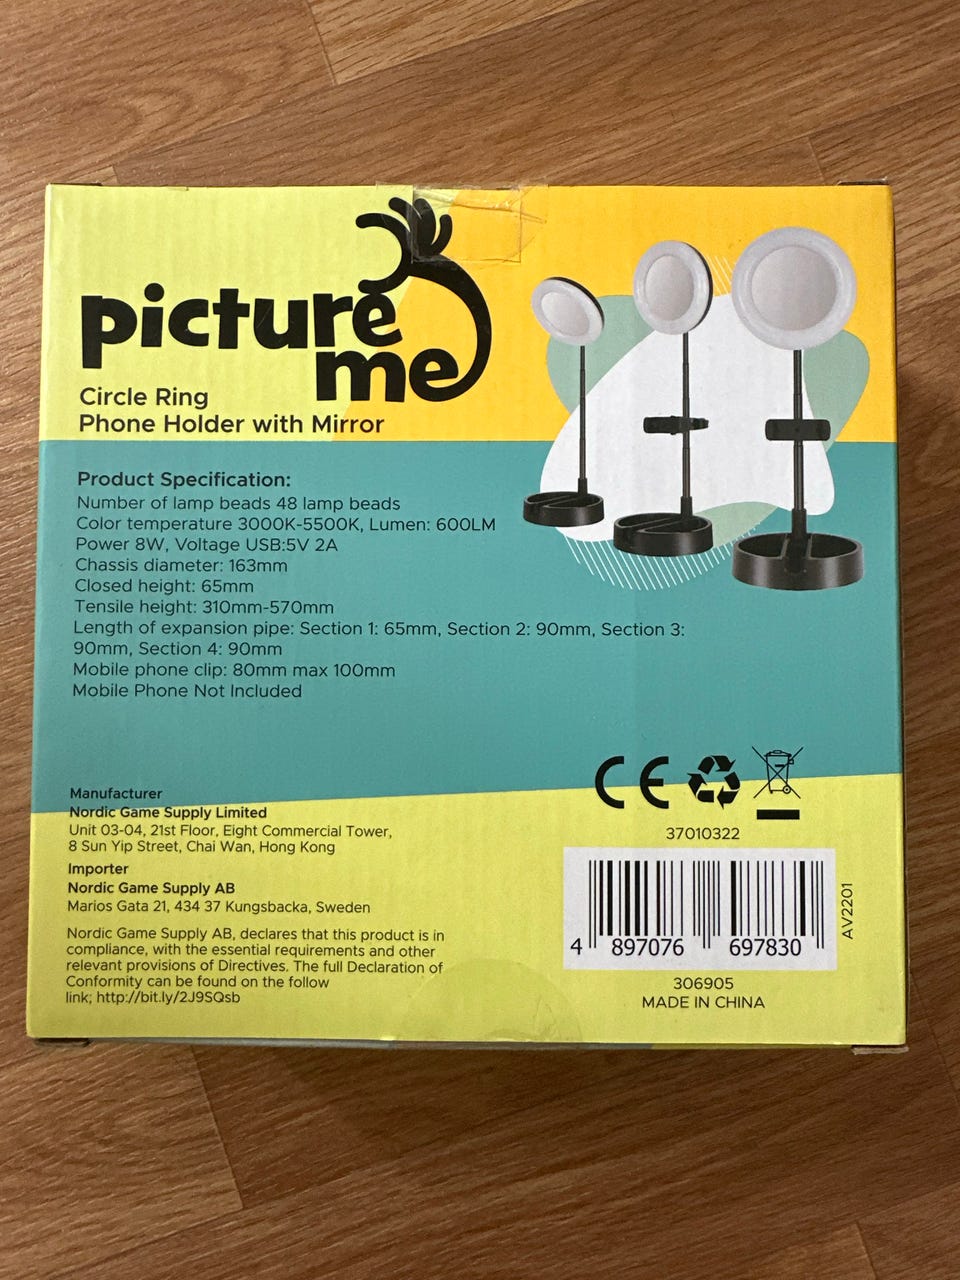 picture
me
Circle Ring
Phone Holder with Mirror
Product Specification:
Number of lamp beads 48 lamp beads
Color temperature 3000K-5500K, Lumen: 600LM
Power 8W, Voltage USB:5V 2A
Chassis diameter: 163mm
Closed height: 65mm
Tensile height: 310mm-570mm
Length of expansion pipe: Section 1: 65mm, Section 2: 90mm, Section 3:
90mm, Section 4: 90mm
Mobile phone clip: 80mm max 100mm
Mobile Phone Not Included
Manufacturer
Nordic Game Supply Limited
Unit 03-04, 21st Floor, Eight Commercial Tower,
8 Sun Yip Street, Chai Wan, Hong Kong
Importer
Nordic Game Supply AB
Marios Gata 21, 434 37 Kungsbacka, Sweden
Nordic Game Supply AB, declares that this product is in
compliance, with the essential requirements and other
relevant provisions of Directives. The full Declaration of
Conformity can be found on the follow
link; http://bit.ly/2J9SQsb
CE
37010322
4 897076 697830
AV2201
306905
MADE IN CHINA